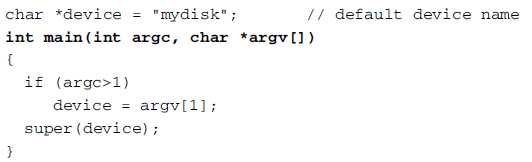 char *device = "mydisk";       // default device name
int main(int argc, char *argv[])
{
  if (argc>1)
     device = argv[1];
  super(device);
}